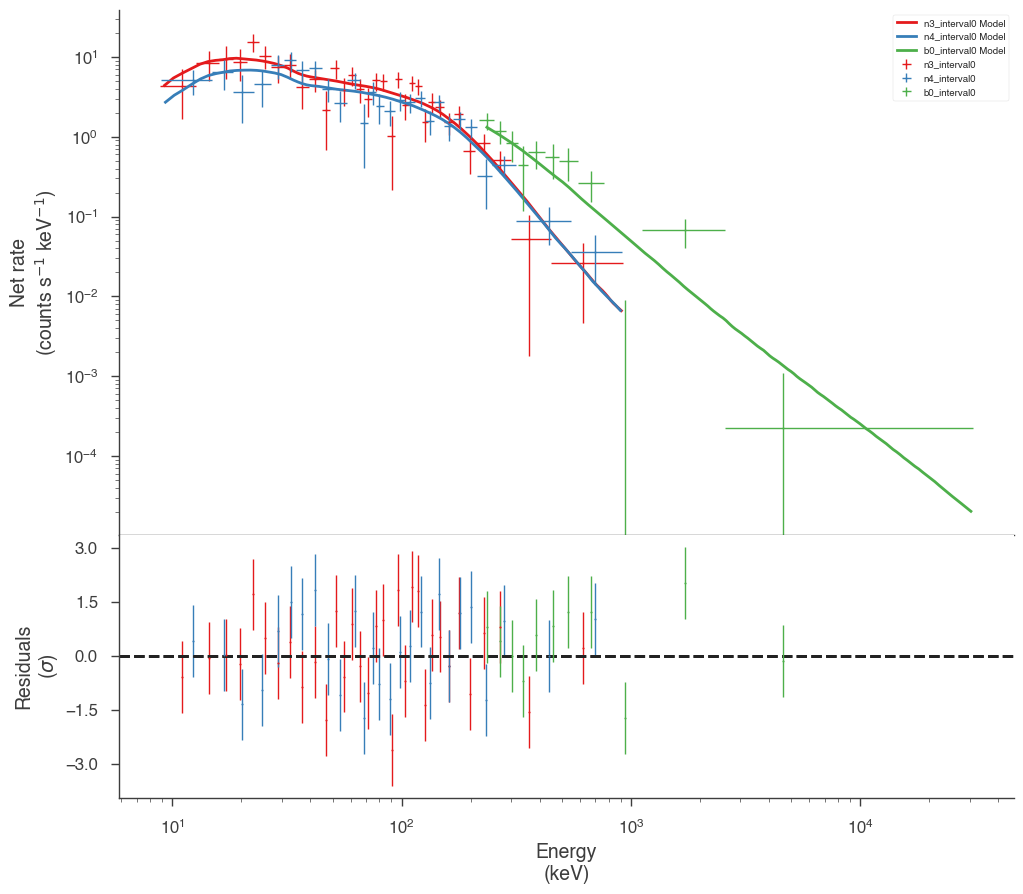 n3_interval0 Model
n4_interval0 Model
b0_interval0 Model
n3_interval0
n4_interval0
b0_interval0
10¹
10⁰
10⁻¹
10⁻²
10⁻³
10⁻⁴
Net rate
(counts s⁻¹ keV⁻¹)
3.0
1.5
0.0
−1.5
−3.0
Residuals
(σ)
10¹ 10² 10³ 10⁴
Energy
(keV)